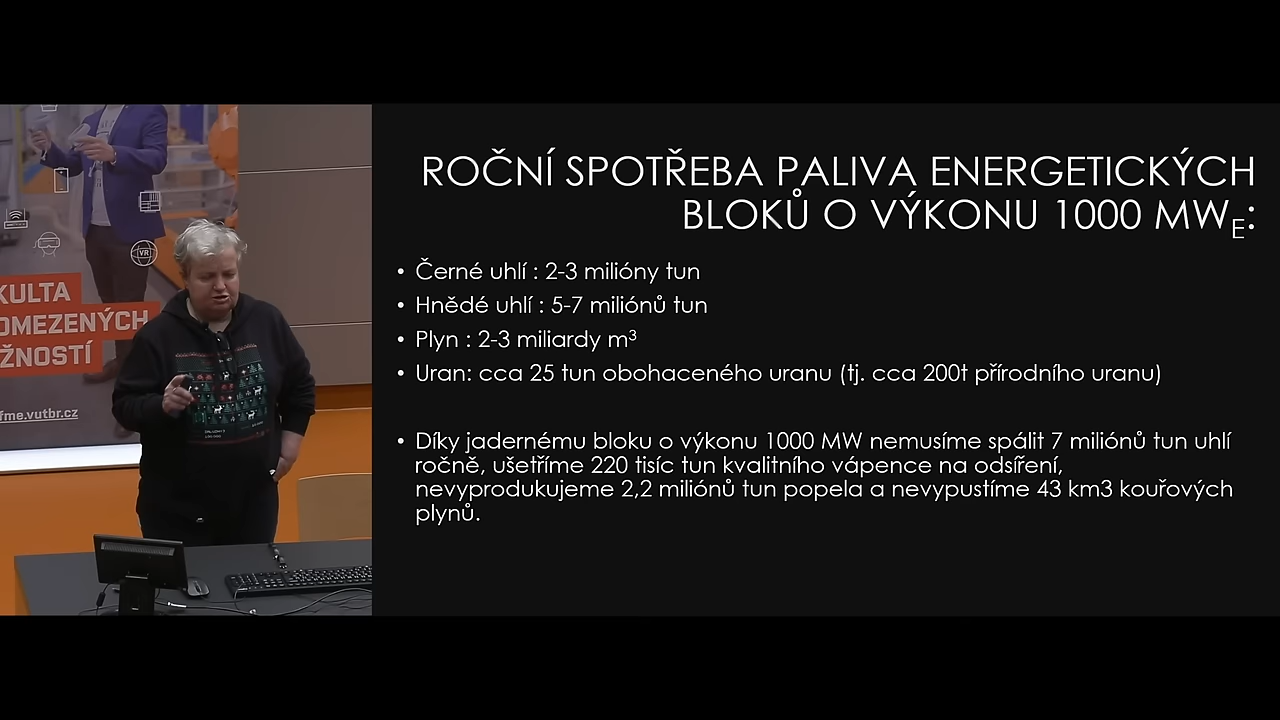 KULTA
OMEZENÝCH
ŽNOSTÍ
fme.vutbr.cz
VR
ROČNÍ SPOTŘEBA PALIVA ENERGETICKÝCH
BLOKŮ O VÝKONU 1000 MWE:
• Černé uhlí : 2-3 milióny tun
• Hnědé uhlí : 5-7 miliónů tun
• Plyn : 2-3 miliardy m³
• Uran: cca 25 tun obohaceného uranu (tj. cca 200t přírodního uranu)
• Díky jadernému bloku o výkonu 1000 MW nemusíme spálit 7 miliónů tun uhlí
ročně, ušetříme 220 tisíc tun kvalitního vápence na odsíření,
nevyprodukujeme 2,2 miliónů tun popela a nevypustíme 43 km3 kouřových
plynů.